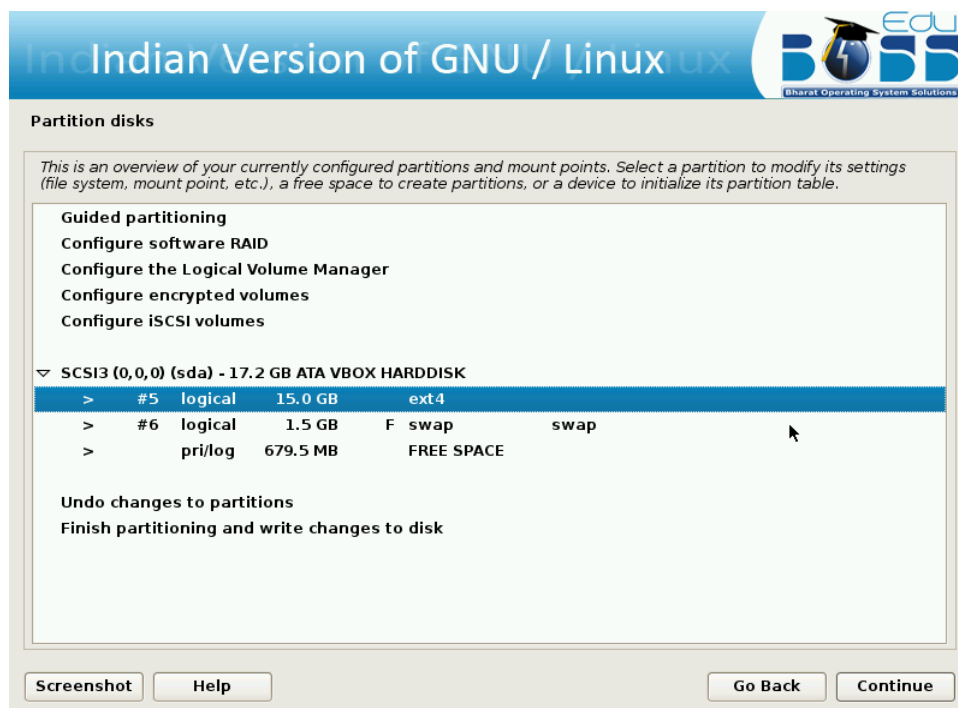 Indian Version of GNU / Linux
Edu
BOSS
Bharat Operating System Solutions
Partition disks
This is an overview of your currently configured partitions and mount points. Select a partition to modify its settings
(file system, mount point, etc.), a free space to create partitions, or a device to initialize its partition table.
Guided partitioning
Configure software RAID
Configure the Logical Volume Manager
Configure encrypted volumes
Configure iSCSI volumes
SCSI3 (0,0,0) (sda) - 17.2 GB ATA VBOX HARDDISK
> #5 logical 15.0 GB ext4
> #6 logical 1.5 GB F swap swap
> pri/log 679.5 MB FREE SPACE
Undo changes to partitions
Finish partitioning and write changes to disk
Screenshot Help Go Back Continue